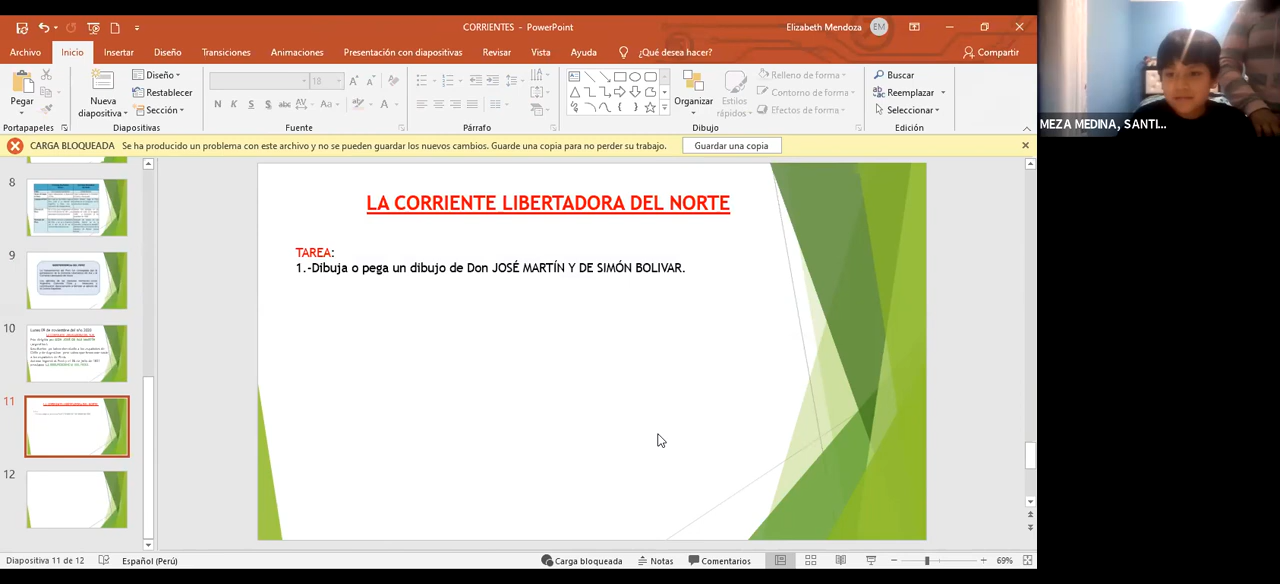 CORRIENTES - PowerPoint
Elizabeth Mendoza
EM
Archivo Inicio Insertar Diseño Transiciones Animaciones Presentación con diapositivas Revisar Vista Ayuda ¿Qué desea hacer? Compartir
Pegar
Nueva diapositiva
Diseño
Restablecer
Sección
18
N K S S abc AV Aa
Organizar
Estilos rápidos
Relleno de forma
Contorno de forma
Efectos de forma
Buscar
Reemplazar
Seleccionar
Portapapeles Diapositivas Fuente Párrafo Dibujo Edición
CARGA BLOQUEADA Se ha producido un problema con este archivo y no se pueden guardar los nuevos cambios. Guarde una copia para no perder su trabajo. Guardar una copia
MEZA MEDINA, SANTI...
8
9
10
11
12
LA CORRIENTE LIBERTADORA DEL NORTE
TAREA:
1.-Dibuja o pega un dibujo de Don JOSÉ MARTÍN Y DE SIMÓN BOLIVAR.
Diapositiva 11 de 12 Español (Perú) Carga bloqueada Notas Comentarios 69%